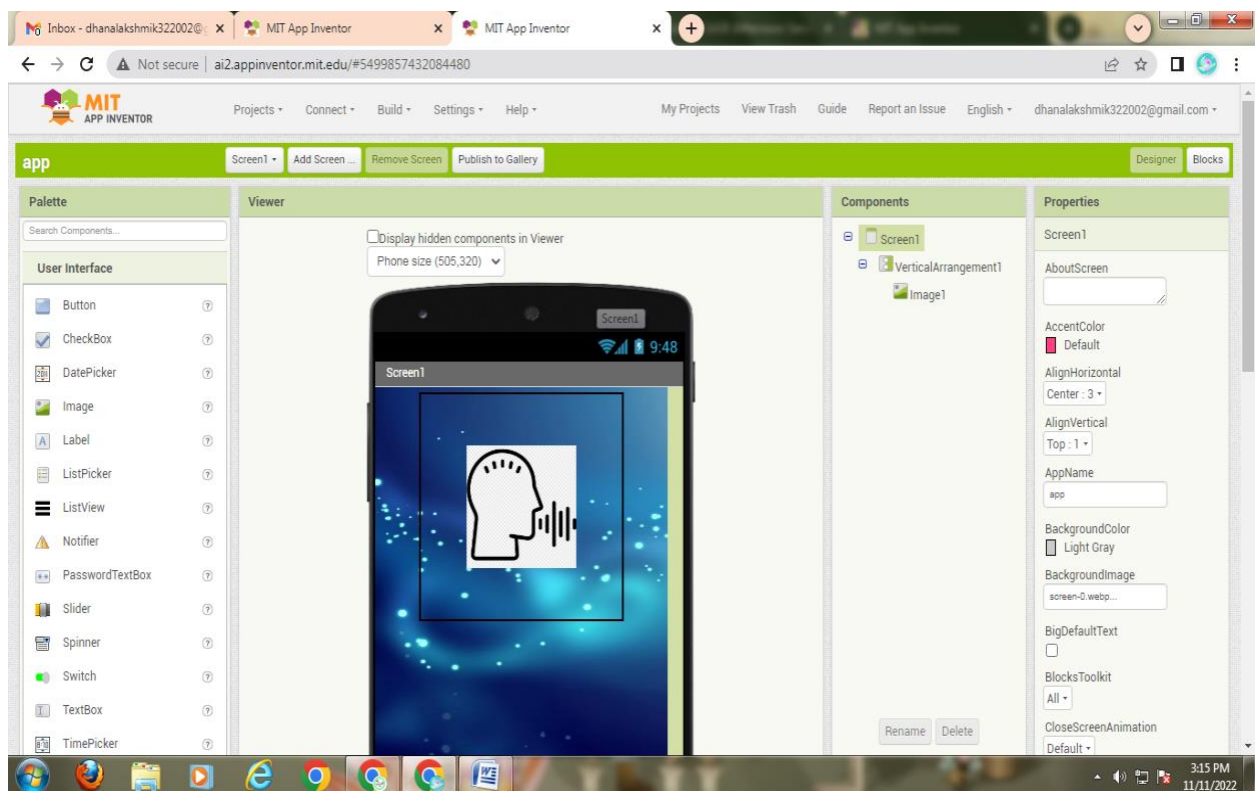 Inbox - dhanalakshmik322002@g
MIT App Inventor
MIT App Inventor
Not secure | ai2.appinventor.mit.edu/#5499857432084480
MIT
APP INVENTOR
Projects Connect Build Settings Help My Projects View Trash Guide Report an Issue English dhanalakshmik322002@gmail.com
app Screen1 Add Screen ... Remove Screen Publish to Gallery Designer Blocks
Palette
Search Components...
User Interface
Button
CheckBox
DatePicker
Image
Label
ListPicker
ListView
Notifier
PasswordTextBox
Slider
Spinner
Switch
TextBox
TimePicker
Viewer
Display hidden components in Viewer
Phone size (505,320)
Screen1
9:48
Screen1
Components
Screen1
VerticalArrangement1
Image1
Rename Delete
Properties
Screen1
AboutScreen
AccentColor
Default
AlignHorizontal
Center : 3
AlignVertical
Top : 1
AppName
app
BackgroundColor
Light Gray
BackgroundImage
screen-0.webp...
BigDefaultText
BlocksToolkit
All
CloseScreenAnimation
Default
3:15 PM
11/11/2022